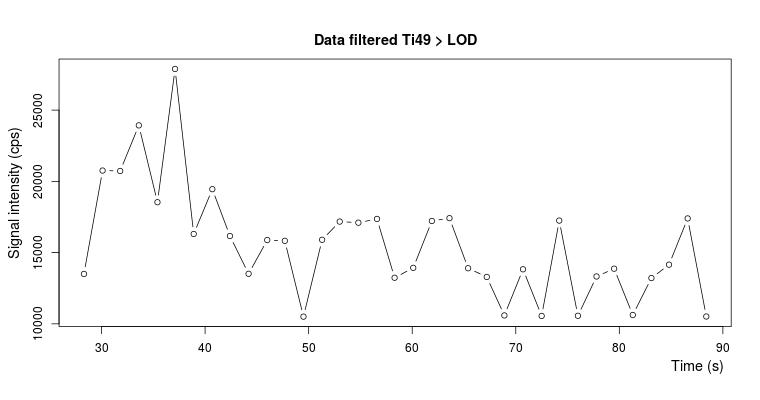 Data filtered Ti49 > LOD
Signal intensity (cps)
25000
20000
15000
10000
30 40 50 60 70 80 90
Time (s)